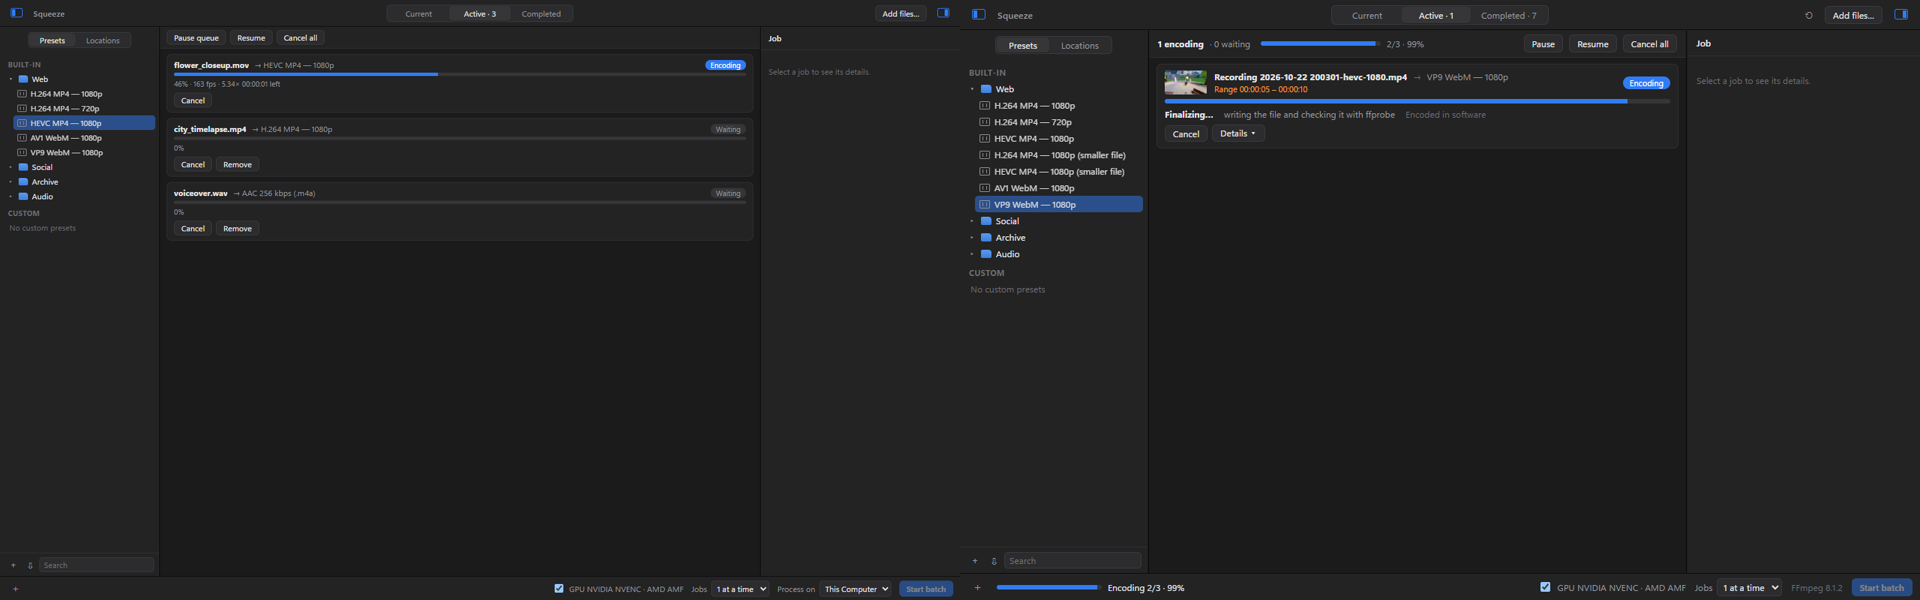 Squeeze
Current
Active · 3
Completed
Add files...
Presets
Locations
BUILT-IN
Web
H.264 MP4 — 1080p
H.264 MP4 — 720p
HEVC MP4 — 1080p
AV1 WebM — 1080p
VP9 WebM — 1080p
Social
Archive
Audio
CUSTOM
No custom presets
Search
Pause queue
Resume
Cancel all
flower_closeup.mov → HEVC MP4 — 1080p
Encoding
46% · 163 fps · 5.34× 00:00:01 left
Cancel
city_timelapse.mp4 → H.264 MP4 — 1080p
Waiting
0%
Cancel
Remove
voiceover.wav → AAC 256 kbps (.m4a)
Waiting
0%
Cancel
Remove
Job
Select a job to see its details.
+
GPU NVIDIA NVENC · AMD AMF
Jobs
1 at a time
Process on
This Computer
Start batch
Squeeze
Current
Active · 1
Completed · 7
Add files...
Presets
Locations
BUILT-IN
Web
H.264 MP4 — 1080p
H.264 MP4 — 720p
HEVC MP4 — 1080p
H.264 MP4 — 1080p (smaller file)
HEVC MP4 — 1080p (smaller file)
AV1 WebM — 1080p
VP9 WebM — 1080p
Social
Archive
Audio
CUSTOM
No custom presets
Search
1 encoding · 0 waiting
2/3 · 99%
Pause
Resume
Cancel all
Recording 2026-10-22 200301-hevc-1080.mp4 → VP9 WebM — 1080p
Range 00:00:05 – 00:00:10
Encoding
Finalizing... writing the file and checking it with ffprobe Encoded in software
Cancel
Details
Job
Select a job to see its details.
+
Encoding 2/3 · 99%
GPU NVIDIA NVENC · AMD AMF
Jobs
1 at a time
FFmpeg 8.1.2
Start batch